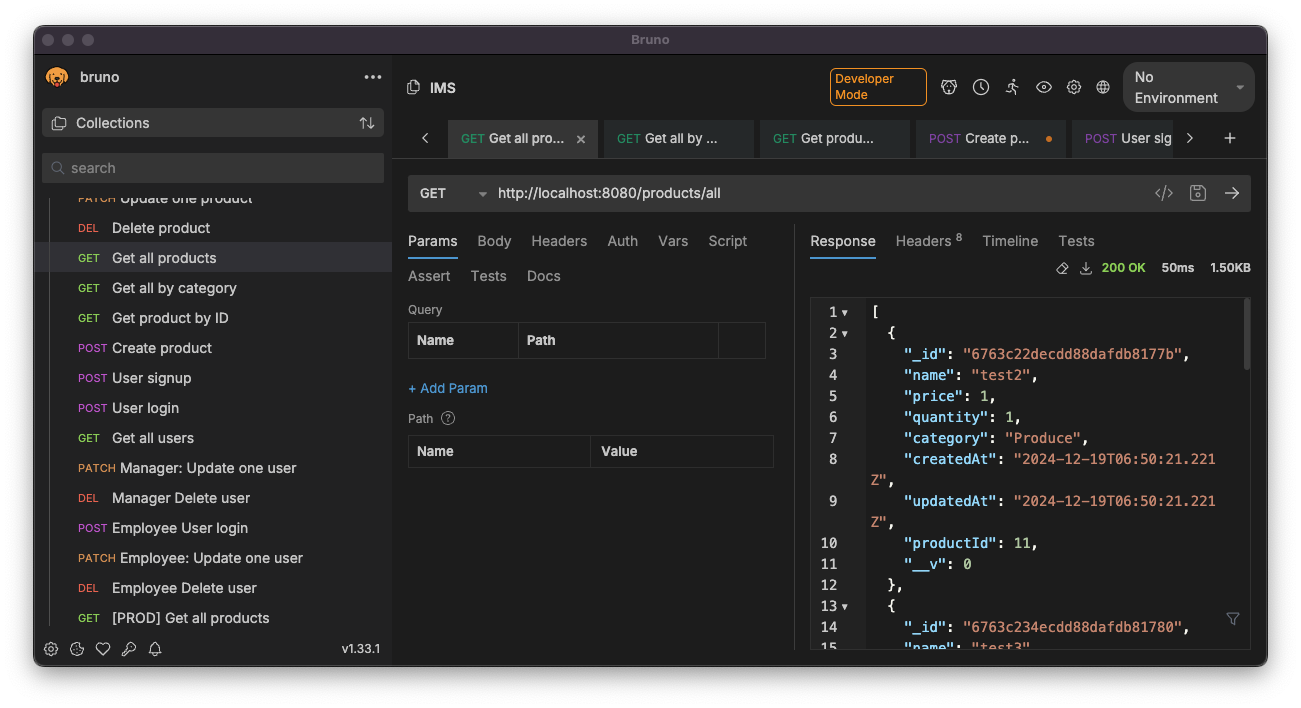 Bruno
bruno
Collections
search
PATCH Update one product
DEL Delete product
GET Get all products
GET Get all by category
GET Get product by ID
POST Create product
POST User signup
POST User login
GET Get all users
PATCH Manager: Update one user
DEL Manager Delete user
POST Employee User login
PATCH Employee: Update one user
DEL Employee Delete user
GET [PROD] Get all products
v1.33.1
IMS
Developer
Mode
No
Environment
GET Get all pro...
GET Get all by ...
GET Get produ...
POST Create p...
POST User sig
GET http://localhost:8080/products/all
Params Body Headers Auth Vars Script
Assert Tests Docs
Query
Name Path
+ Add Param
Path ?
Name Value
Response Headers 8 Timeline Tests
200 OK 50ms 1.50KB
1 [
2 {
3 "_id": "6763c22decdd88dafdb8177b",
4 "name": "test2",
5 "price": 1,
6 "quantity": 1,
7 "category": "Produce",
8 "createdAt": "2024-12-19T06:50:21.221
Z",
9 "updatedAt": "2024-12-19T06:50:21.221
Z",
10 "productId": 11,
11 "__v": 0
12 },
13 {
14 "_id": "6763c234ecdd88dafdb81780",
15 "name": "test3",